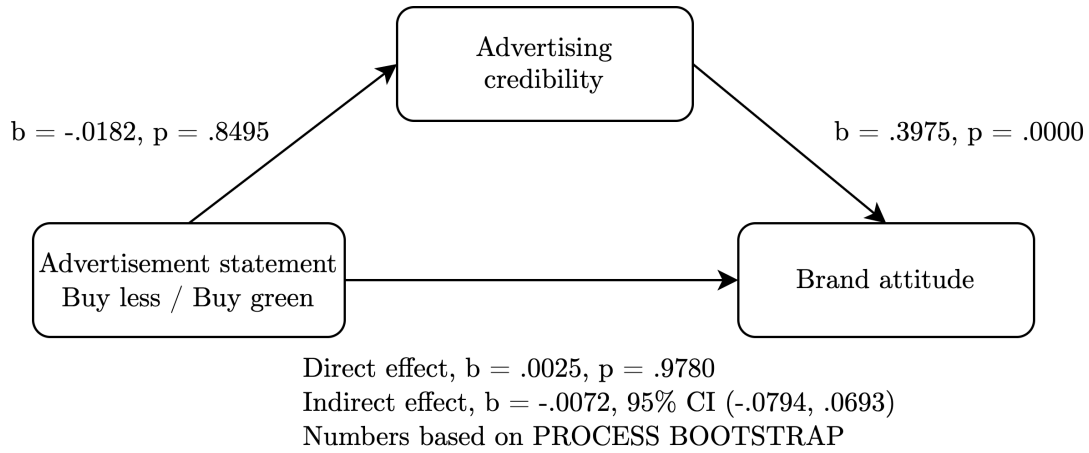 Advertising
credibility
b = -.0182, p = .8495
b = .3975, p = .0000
Advertisement statement
Buy less / Buy green
Brand attitude
Direct effect, b = .0025, p = .9780
Indirect effect, b = -.0072, 95% CI (-.0794, .0693)
Numbers based on PROCESS BOOTSTRAP